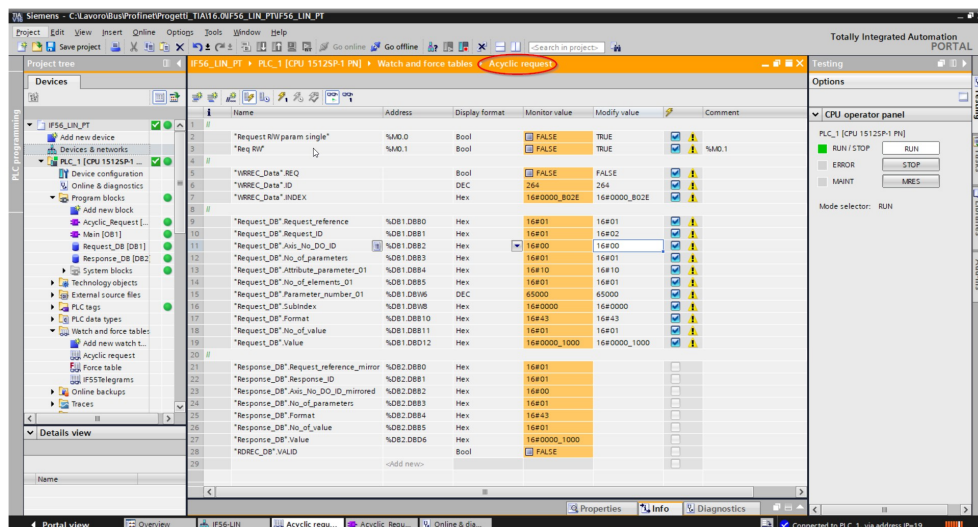 Siemens - C:\Lavoro\Bus\Profinet\Progetti_TIA\16.0\IF56_LIN_PT\IF56_LIN_PT
Project Edit View Insert Online Options Tools Window Help
Totally Integrated Automation
PORTAL
Save project Go online Go offline <Search in project>
Project tree
IF56_LIN_PT PLC_1 [CPU 1512SP-1 PN] Watch and force tables Acyclic request
Testing
Devices
Options
PLC programming
Testing
IF56_LIN_PT
Add new device
Devices & networks
PLC_1 [CPU 1512SP-1 ...
Device configuration
Online & diagnostics
Program blocks
Add new block
Acyclic_Request [...
Main [OB1]
Request_DB [DB1]
Response_DB [DB2]
System blocks
Technology objects
External source files
PLC tags
PLC data types
Watch and force tables
Add new watch t...
Acyclic request
Force table
IF55Telegrams
Online backups
Traces
Details view
Name
i Name Address Display format Monitor value Modify value Comment
1 //
2 "Request R/W param single" %M0.0 Bool FALSE TRUE
3 "Req RW" %M0.1 Bool FALSE TRUE %M0.1
4 //
5 "WRREC_Data".REQ Bool FALSE FALSE
6 "WRREC_Data".ID DEC 264 264
7 "WRREC_Data".INDEX Hex 16#0000_B02E 16#0000_B02E
8 //
9 "Request_DB".Request_reference %DB1.DBB0 Hex 16#01 16#01
10 "Request_DB".Request_ID %DB1.DBB1 Hex 16#01 16#02
11 "Request_DB".Axis_No_DO_ID %DB1.DBB2 Hex 16#00 16#00
12 "Request_DB".No_of_parameters %DB1.DBB3 Hex 16#01 16#01
13 "Request_DB".Attribute_parameter_01 %DB1.DBB4 Hex 16#10 16#10
14 "Request_DB".No_of_elements_01 %DB1.DBB5 Hex 16#01 16#01
15 "Request_DB".Parameter_number_01 %DB1.DBW6 DEC 65000 65000
16 "Request_DB".SubIndex %DB1.DBW8 Hex 16#0000 16#0000
17 "Request_DB".Format %DB1.DBB10 Hex 16#43 16#43
18 "Request_DB".No_of_value %DB1.DBB11 Hex 16#01 16#01
19 "Request_DB".Value %DB1.DBD12 Hex 16#0000_1000 16#0000_1000
20 //
21 "Response_DB".Request_reference_mirror %DB2.DBB0 Hex 16#01
22 "Response_DB".Response_ID %DB2.DBB1 Hex 16#01
23 "Response_DB".Axis_No_DO_ID_mirrored %DB2.DBB2 Hex 16#00
24 "Response_DB".No_of_parameters %DB2.DBB3 Hex 16#01
25 "Response_DB".Format %DB2.DBB4 Hex 16#43
26 "Response_DB".No_of_value %DB2.DBB5 Hex 16#01
27 "Response_DB".Value %DB2.DBD6 Hex 16#0000_1000
28 "RDREC_DB".VALID Bool FALSE
29 <Add new>
CPU operator panel
PLC_1 [CPU 1512SP-1 PN]
RUN / STOP RUN
ERROR STOP
MAINT MRES
Mode selector: RUN
Properties Info Diagnostics
Portal view Overview IF56-LIN Acyclic requ... Acyclic_Requ... Online & dia... Connected to PLC_1, via address IP=19...